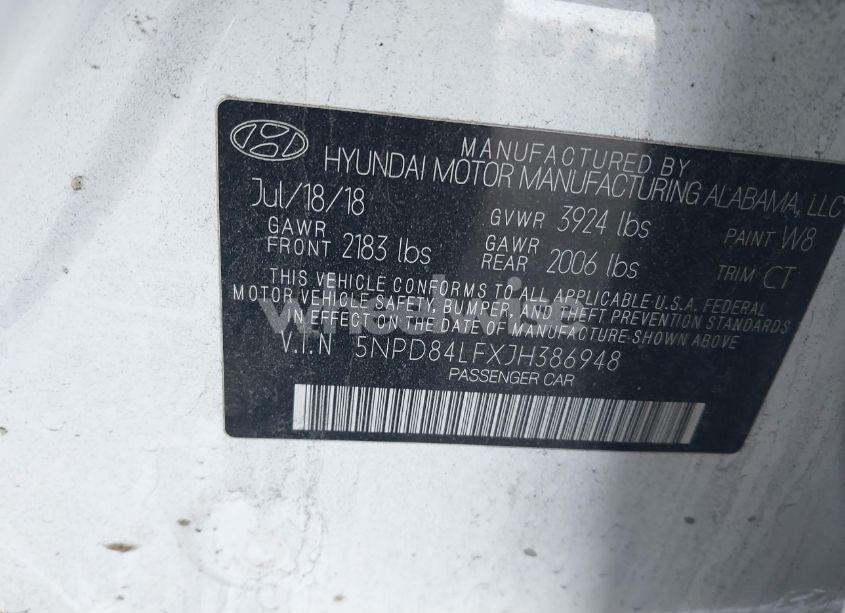 MANUFACTURED BY
HYUNDAI MOTOR MANUFACTURING ALABAMA, LLC
Jul/18/18 GVWR 3924 lbs PAINT W8
GAWR FRONT 2183 lbs GAWR REAR 2006 lbs TRIM CT
THIS VEHICLE CONFORMS TO ALL APPLICABLE U.S.A. FEDERAL
MOTOR VEHICLE SAFETY, BUMPER, AND THEFT PREVENTION STANDARDS
IN EFFECT ON THE DATE OF MANUFACTURE SHOWN ABOVE
V.I.N 5NPD84LFXJH386948
PASSENGER CAR